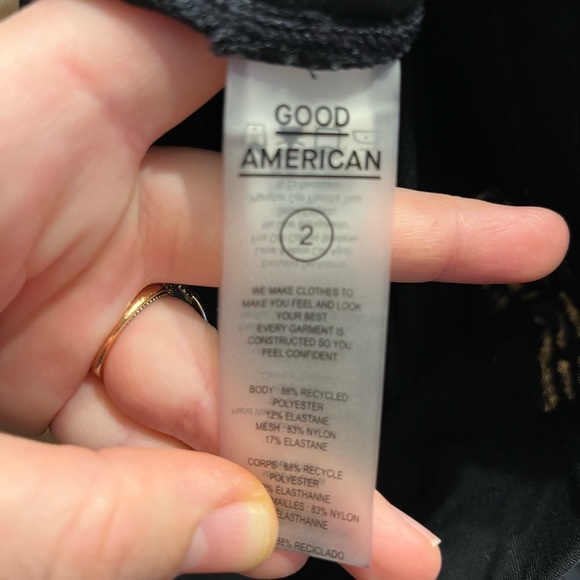 GOOD
AMERICAN
2
WE MAKE CLOTHES TO
MAKE YOU FEEL AND LOOK
YOUR BEST
EVERY GARMENT IS
CONSTRUCTED SO YOU
FEEL CONFIDENT.
BODY : 88% RECYCLED
POLYESTER
12% ELASTANE
MESH : 83% NYLON
17% ELASTANE
CORPS : 88% RECYCLE
POLYESTER
% ELASTHANNE
MAILLES : 83% NYLON
ELASTHANNE
88% RECICLADO